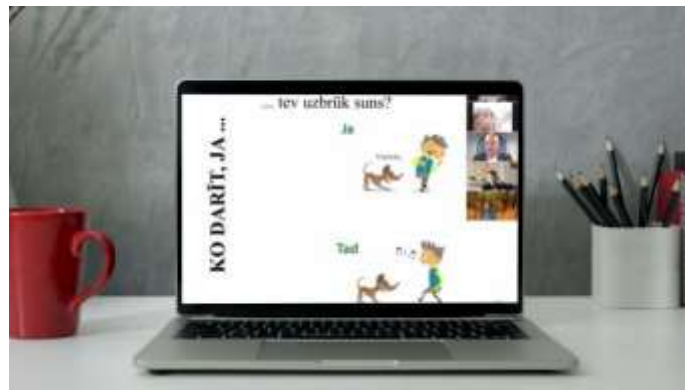 KO DARĪT, JA ...
... tev uzbrūk suns?
Ja
Tad